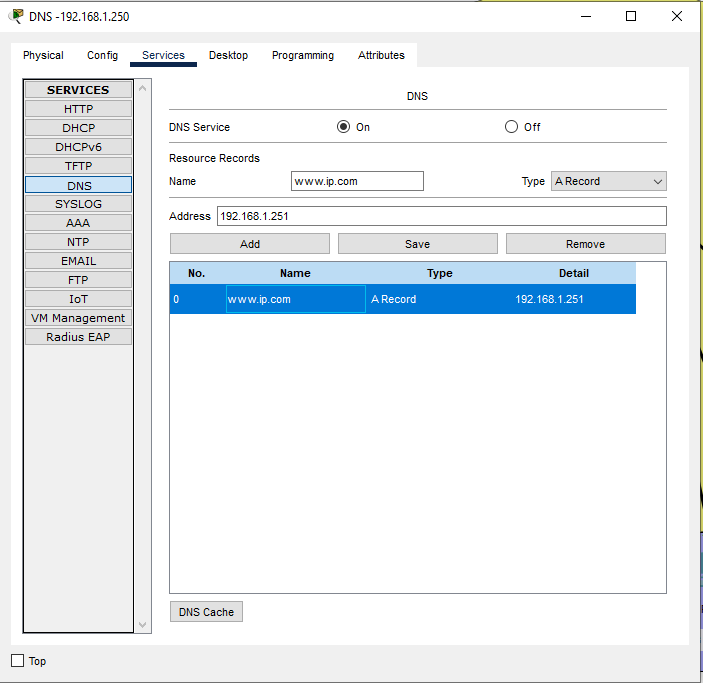 DNS -192.168.1.250
Physical Config Services Desktop Programming Attributes
SERVICES
HTTP
DHCP
DHCPv6
TFTP
DNS
SYSLOG
AAA
NTP
EMAIL
FTP
IoT
VM Management
Radius EAP
DNS
DNS Service On Off
Resource Records
Name www.ip.com Type A Record
Address 192.168.1.251
Add Save Remove
No. Name Type Detail
0 www.ip.com A Record 192.168.1.251
DNS Cache
Top